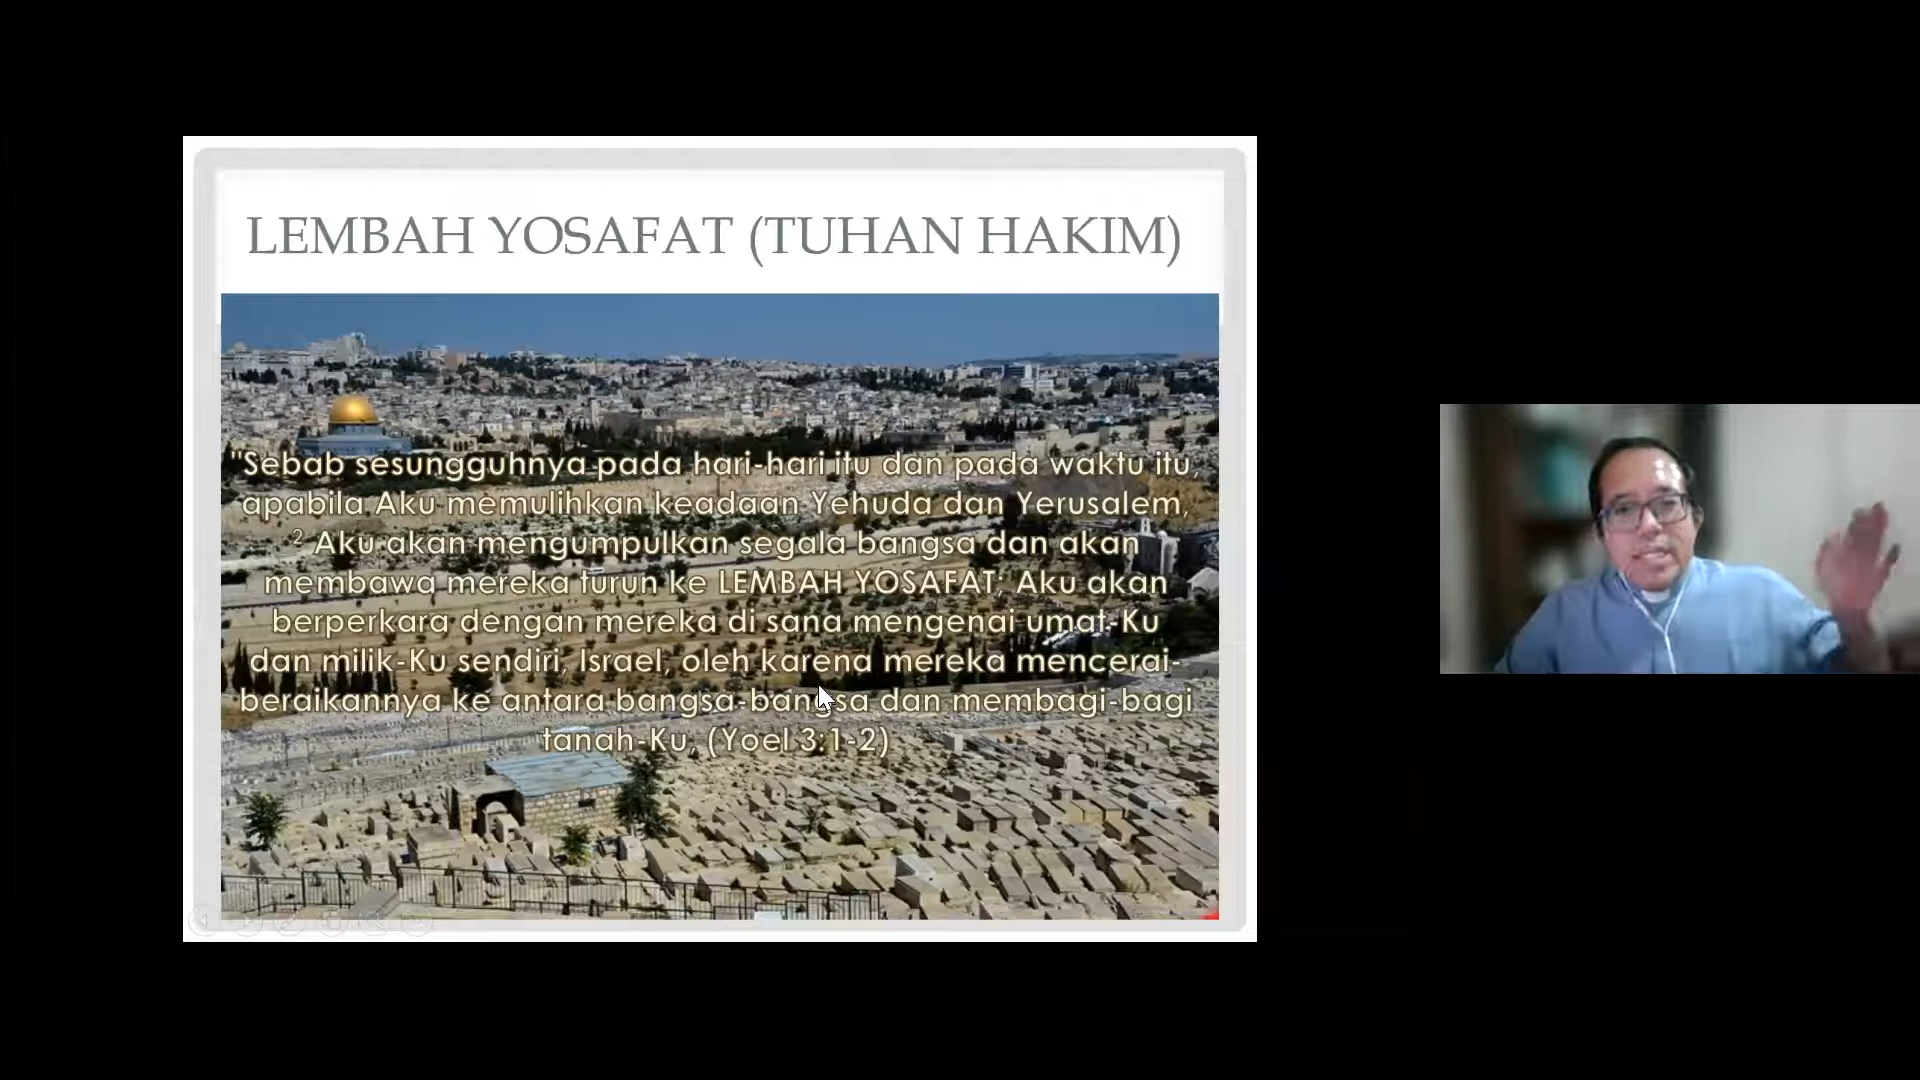 LEMBAH YOSAFAT (TUHAN HAKIM)
"Sebab sesungguhnya pada hari-hari itu dan pada waktu itu,
apabila Aku memulihkan keadaan Yehuda dan Yerusalem,
2 Aku akan mengumpulkan segala bangsa dan akan
membawa mereka turun ke LEMBAH YOSAFAT; Aku akan
berperkara dengan mereka di sana mengenai umat-Ku
dan milik-Ku sendiri, Israel, oleh karena mereka mencerai-
beraikannya ke antara bangsa-bangsa dan membagi-bagi
tanah-Ku, (Yoel 3:1-2)